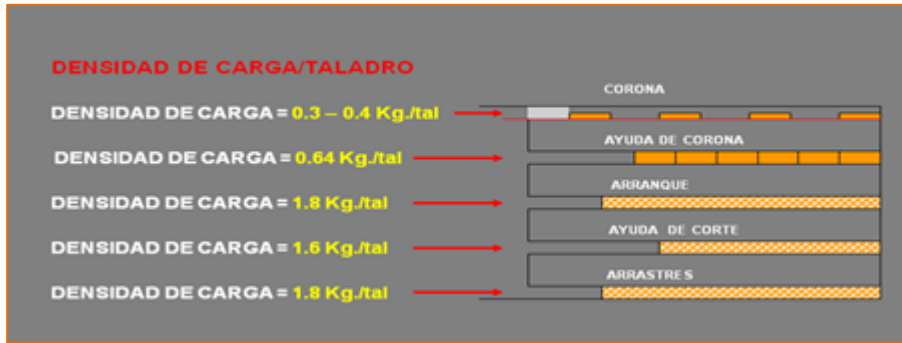 DENSIDAD DE CARGA/TALADRO
CORONA
DENSIDAD DE CARGA = 0.3 – 0.4 Kg./tal
AYUDA DE CORONA
DENSIDAD DE CARGA = 0.64 Kg./tal
ARRANQUE
DENSIDAD DE CARGA = 1.8 Kg./tal
AYUDA DE CORTE
DENSIDAD DE CARGA = 1.6 Kg./tal
ARRASTRES
DENSIDAD DE CARGA = 1.8 Kg./tal